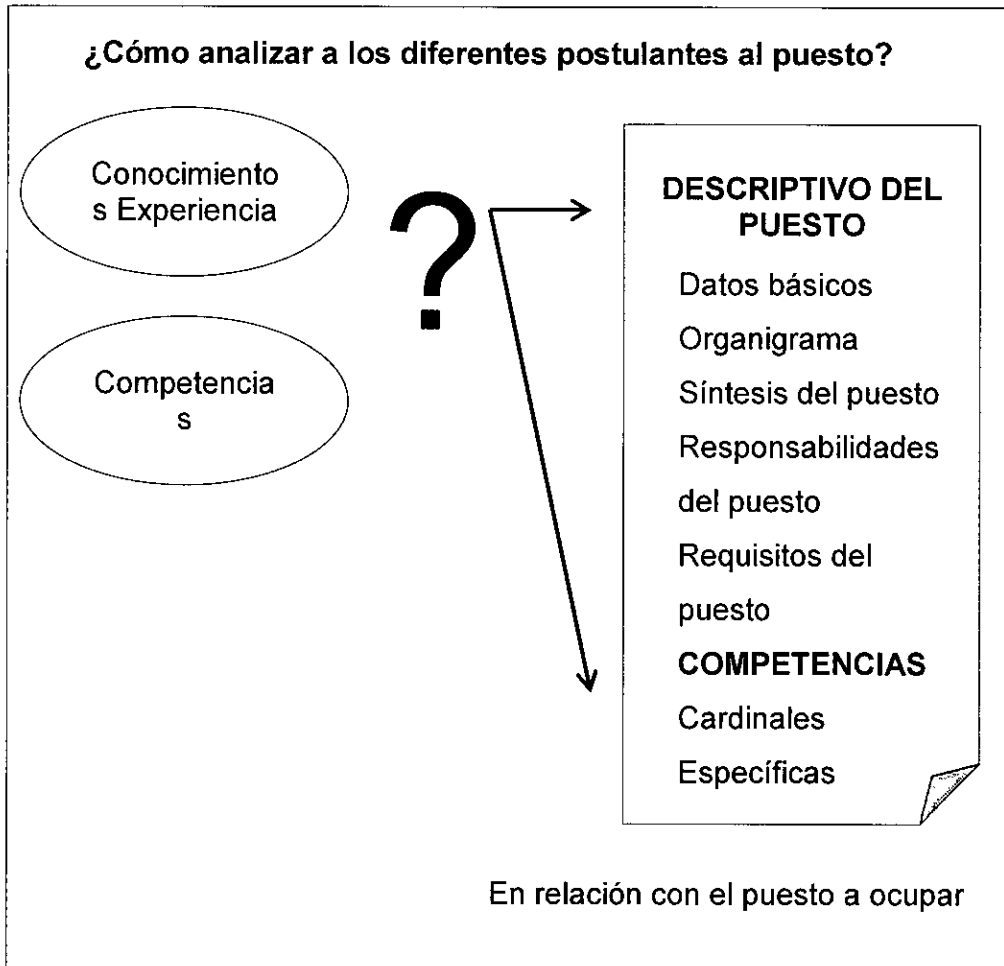 ¿Cómo analizar a los diferentes postulantes al puesto?
Conocimiento
s Experiencia
?
Competencia
s
DESCRIPTIVO DEL
PUESTO
Datos básicos
Organigrama
Síntesis del puesto
Responsabilidades
del puesto
Requisitos del
puesto
COMPETENCIAS
Cardinales
Específicas
En relación con el puesto a ocupar